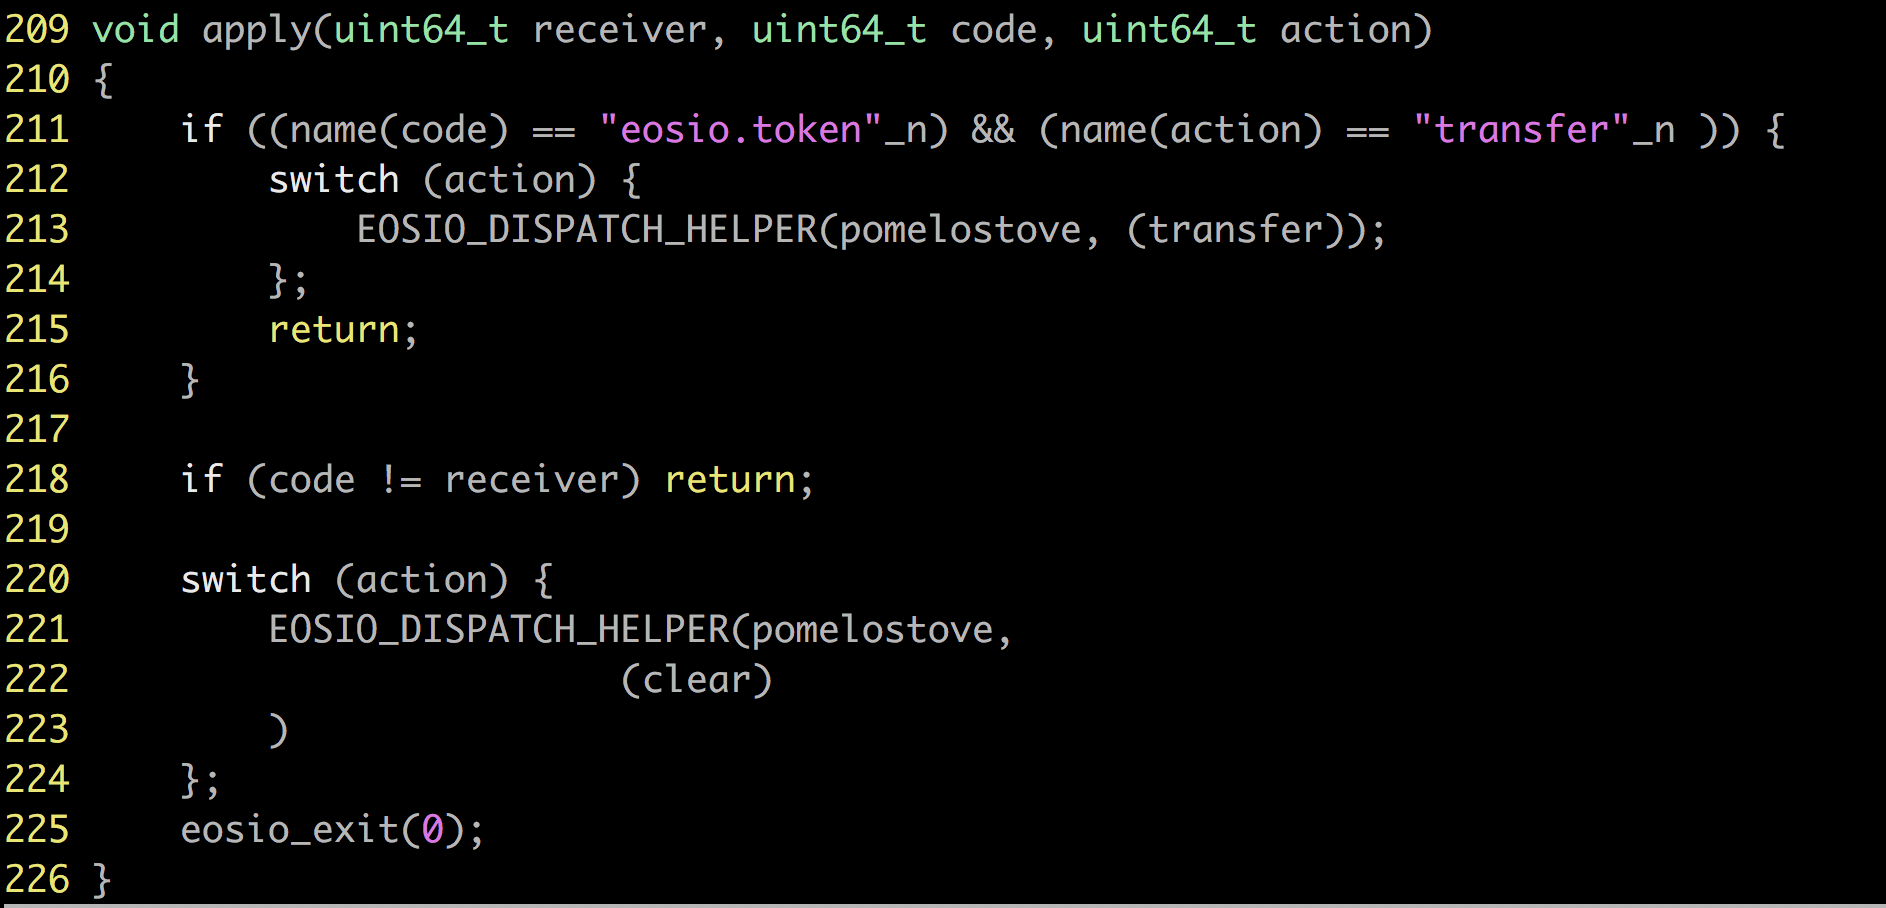 209 void apply(uint64_t receiver, uint64_t code, uint64_t action)
210 {
211     if ((name(code) == "eosio.token"_n) && (name(action) == "transfer"_n )) {
212         switch (action) {
213             EOSIO_DISPATCH_HELPER(pomelostove, (transfer));
214         };
215         return;
216     }
217
218     if (code != receiver) return;
219
220     switch (action) {
221         EOSIO_DISPATCH_HELPER(pomelostove,
222                         (clear)
223         )
224     };
225     eosio_exit(0);
226 }